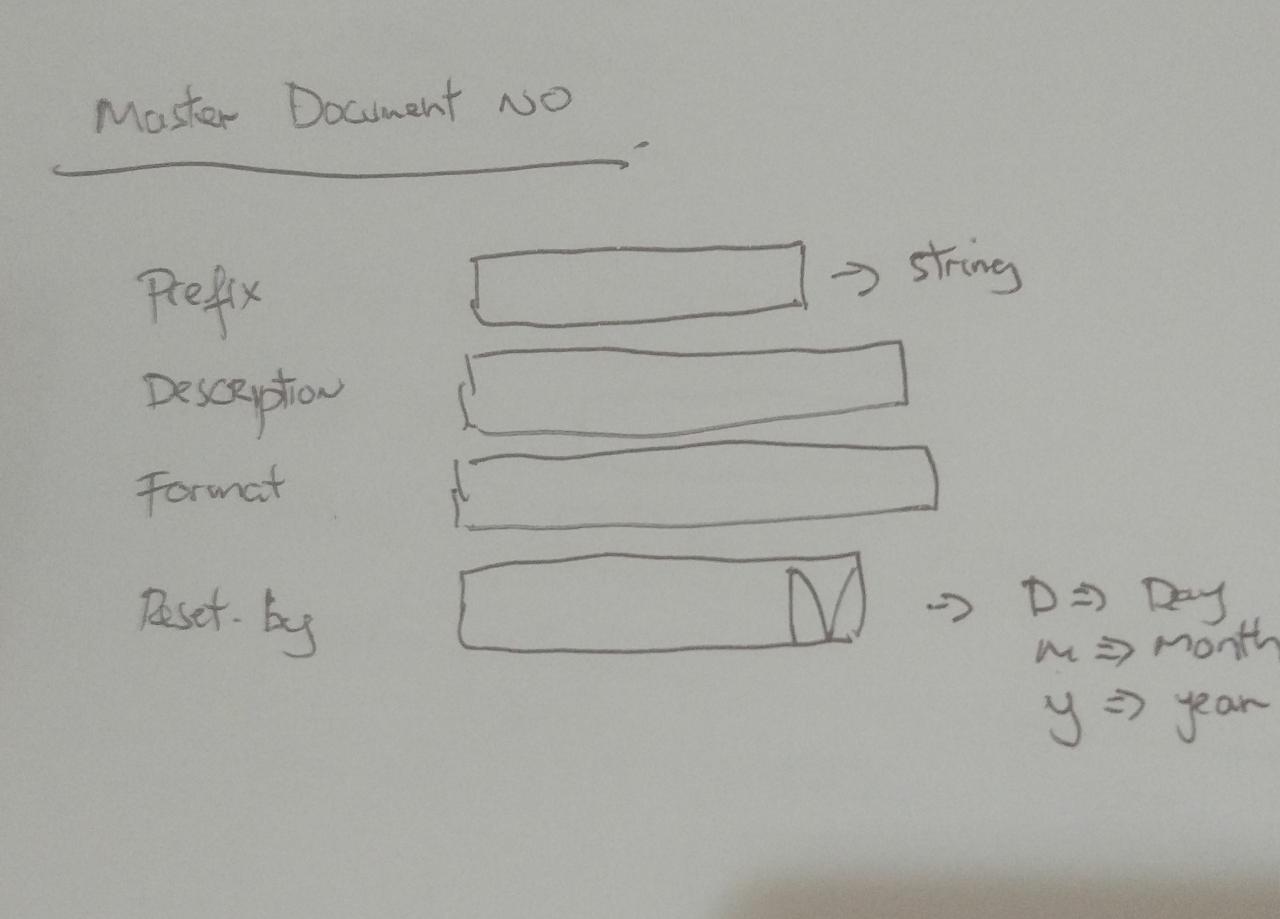 Master Document NO
Prefix → string
Description
Format
Reset-by → D ⇒ Day
m ⇒ month
y ⇒ year